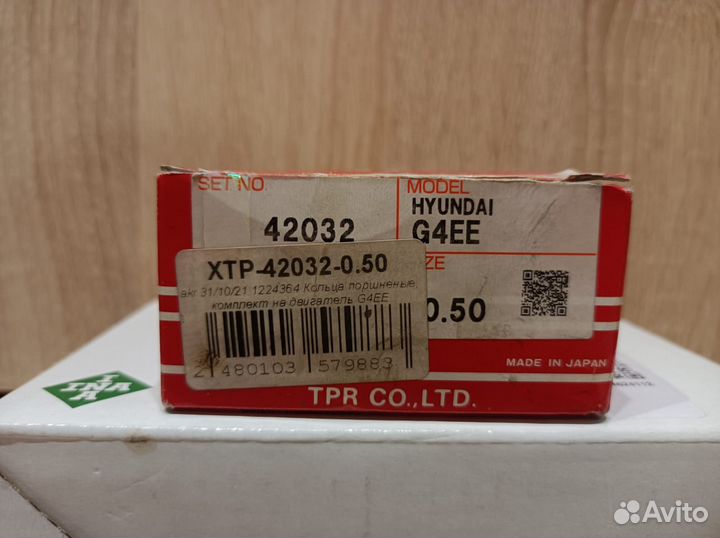 SET NO.
42032
MODEL
HYUNDAI
G4EE
ZE
0.50
XTP-42032-0.50
акг 31/10/21 1224364 Кольца поршневые,
комплект на двигатель G4EE
2 480103 579883
MADE IN JAPAN
TPR CO.,LTD.
INA
Avito